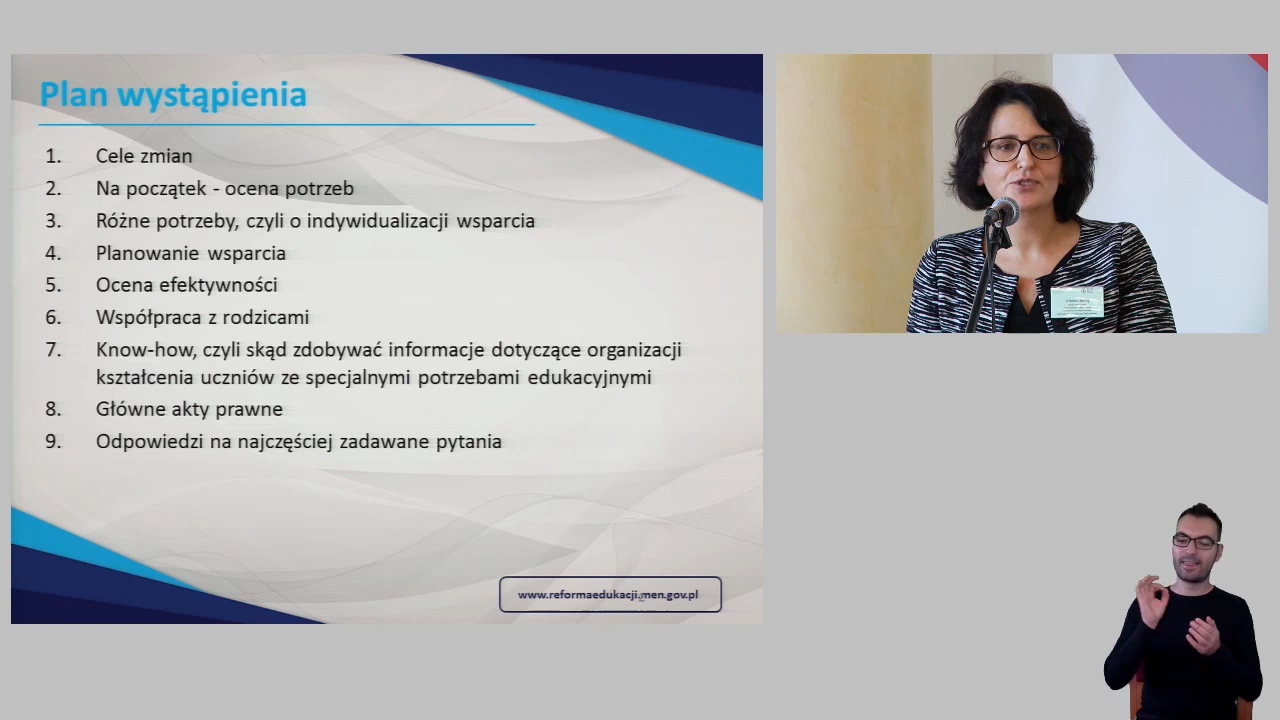 Plan wystąpienia
1. Cele zmian
2. Na początek - ocena potrzeb
3. Różne potrzeby, czyli o indywidualizacji wsparcia
4. Planowanie wsparcia
5. Ocena efektywności
6. Współpraca z rodzicami
7. Know-how, czyli skąd zdobywać informacje dotyczące organizacji
kształcenia uczniów ze specjalnymi potrzebami edukacyjnymi
8. Główne akty prawne
9. Odpowiedzi na najczęściej zadawane pytania
www.reformaedukacji.men.gov.pl